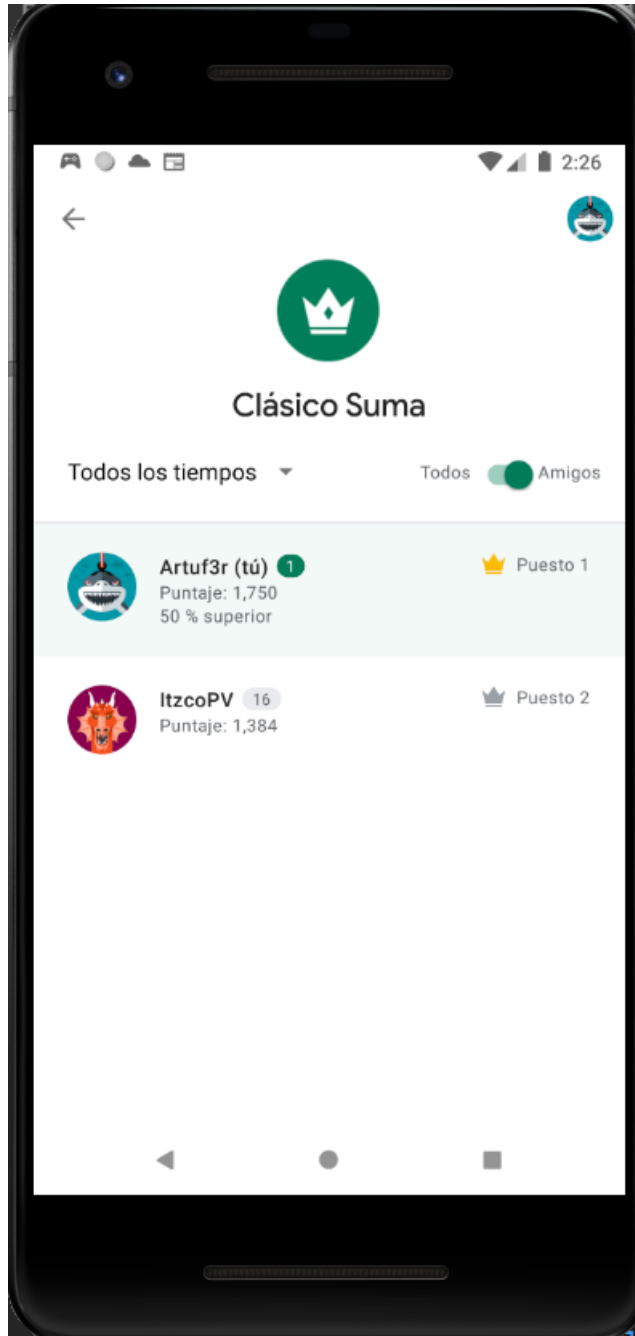 2:26
Clásico Suma
Todos los tiempos
Todos Amigos
Artuf3r (tú) 1
Puesto 1
Puntaje: 1,750
50 % superior
ItzcoPV 16
Puesto 2
Puntaje: 1,384